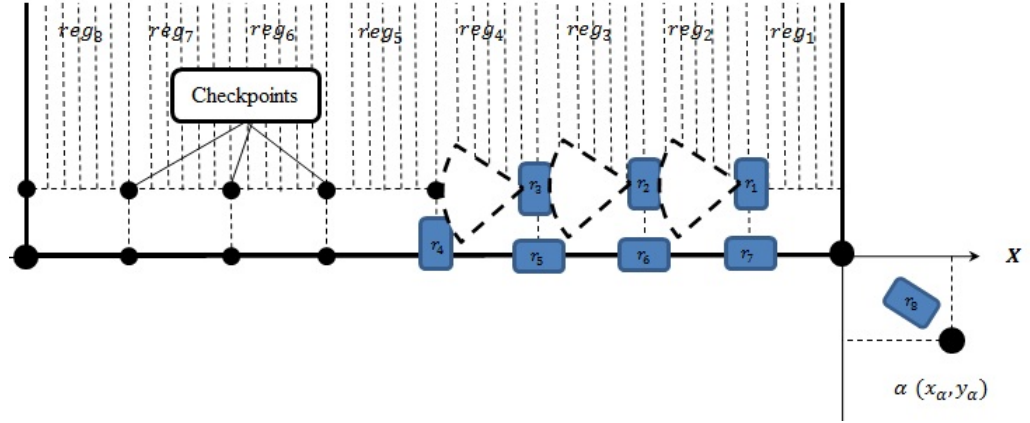 reg₈ reg₇ reg₆ reg₅ reg₄ reg₃ reg₂ reg₁
Checkpoints
r₃ r₂ r₁
r₄ r₅ r₆ r₇
X
r₈
α (xα, yα)